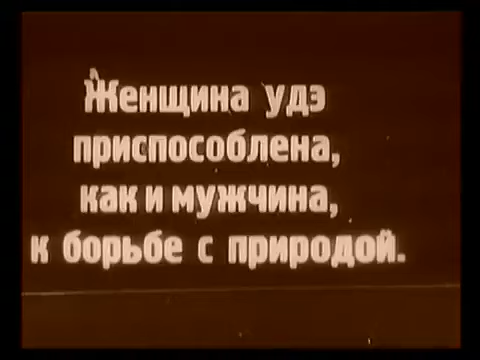 Женщина удэ
приспособлена,
как и мужчина,
к борьбе с природой.